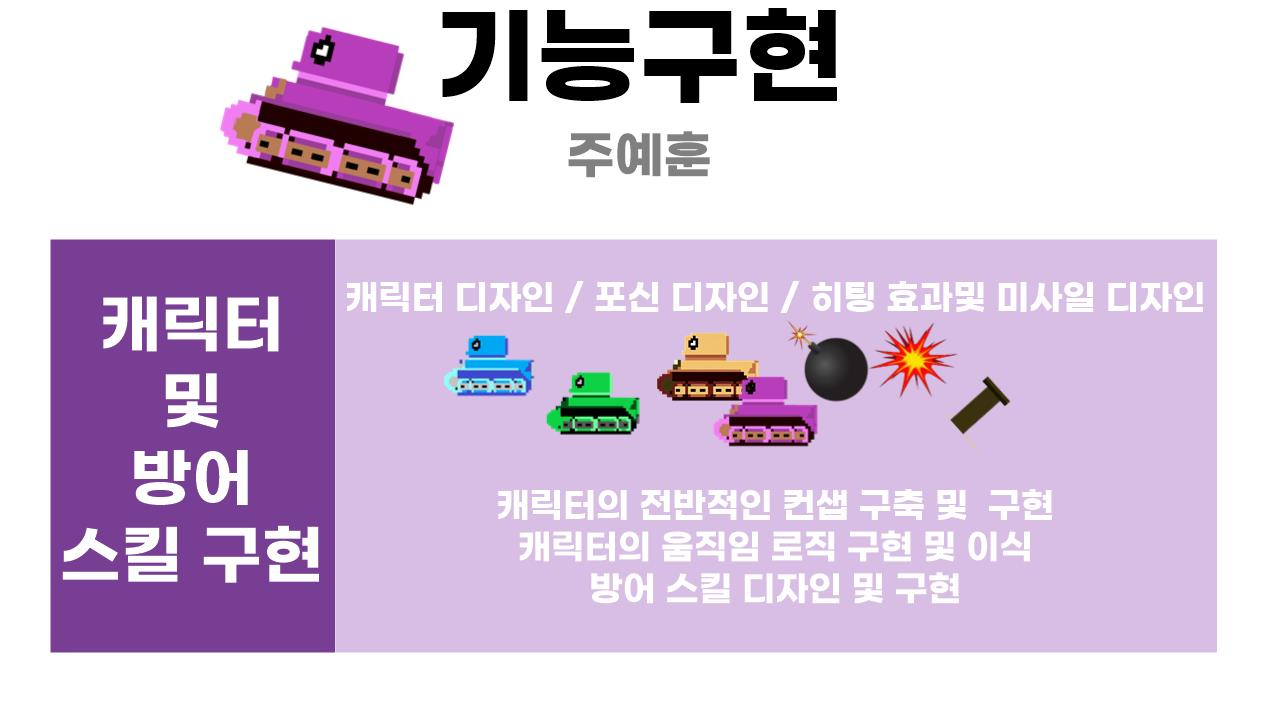 기능구현
주예훈
캐릭터
및
방어
스킬 구현
캐릭터 디자인 / 포신 디자인 / 히팅 효과및 미사일 디자인
캐릭터의 전반적인 컨샙 구축 및  구현
캐릭터의 움직임 로직 구현 및 이식
방어 스킬 디자인 및 구현